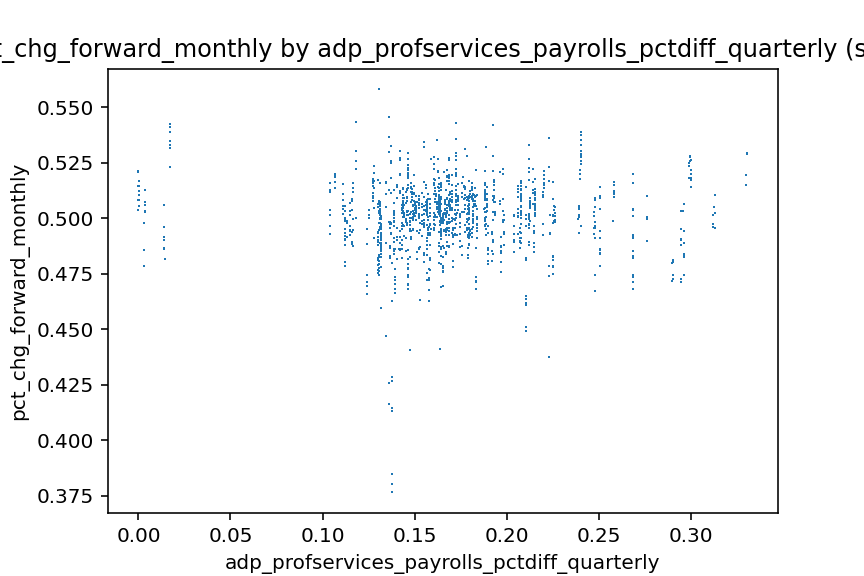 t_chg_forward_monthly by adp_profservices_payrolls_pctdiff_quarterly (s
0.550
0.525
0.500
0.475
0.450
0.425
0.400
0.375
pct_chg_forward_monthly
0.00 0.05 0.10 0.15 0.20 0.25 0.30
adp_profservices_payrolls_pctdiff_quarterly